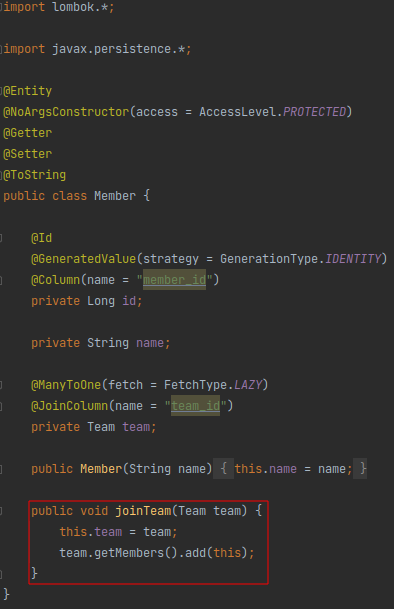 import lombok.*;
import javax.persistence.*;
@Entity
@NoArgsConstructor(access = AccessLevel.PROTECTED)
@Getter
@Setter
@ToString
public class Member {
@Id
@GeneratedValue(strategy = GenerationType.IDENTITY)
@Column(name = "member_id")
private Long id;
private String name;
@ManyToOne(fetch = FetchType.LAZY)
@JoinColumn(name = "team_id")
private Team team;
public Member(String name) { this.name = name; }
public void joinTeam(Team team) {
this.team = team;
team.getMembers().add(this);
}
}